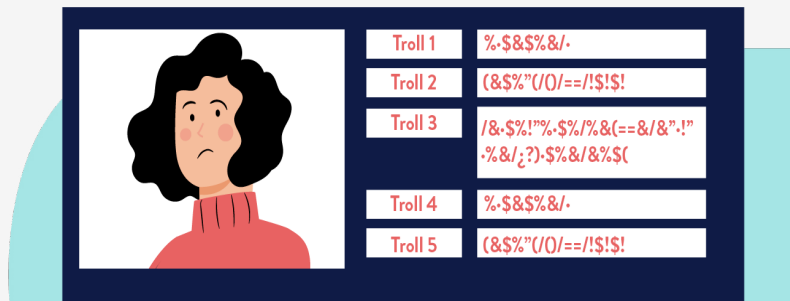 Troll 1 %·$&$%&/·
Troll 2 (&$%"(/()/==/!$!$!
Troll 3 /&·$%!"%·$%/%&(==&/&"·!"
·%&/¿?)·$%&/&%$(
Troll 4 %·$&$%&/·
Troll 5 (&$%"(/()/==/!$!$!